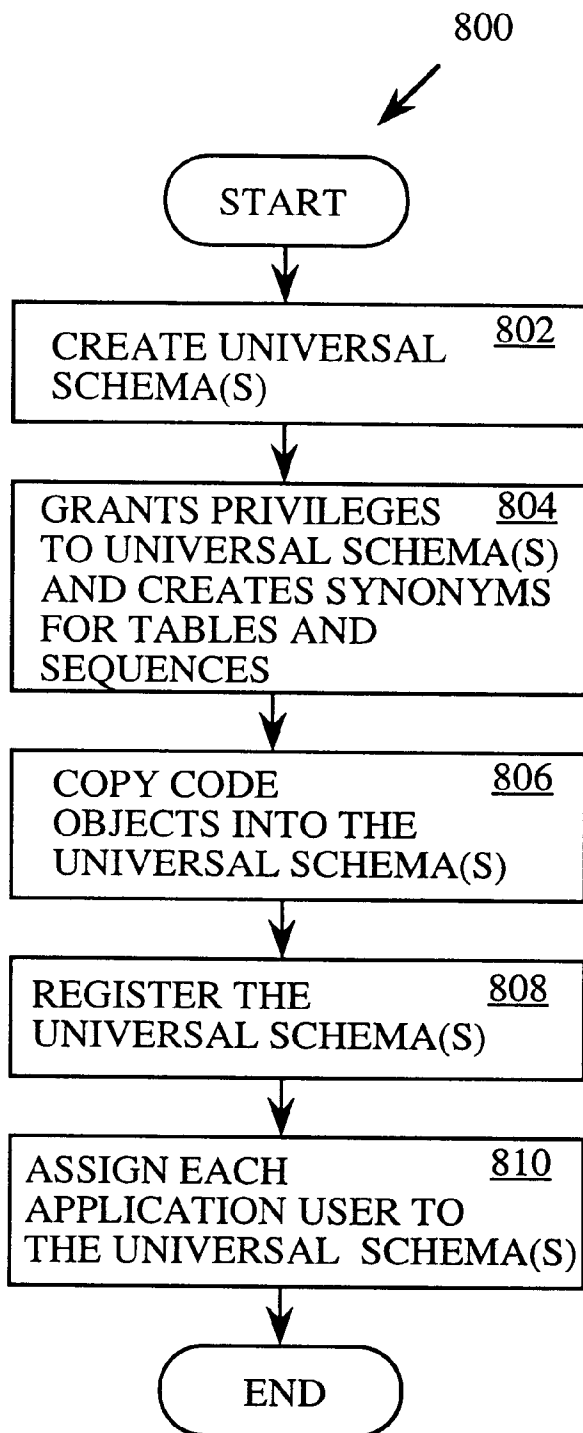 800
START
802
CREATE UNIVERSAL
SCHEMA(S)
GRANTS PRIVILEGES 804
TO UNIVERSAL SCHEMA(S)
AND CREATES SYNONYMS
FOR TABLES AND
SEQUENCES
COPY CODE 806
OBJECTS INTO THE
UNIVERSAL SCHEMA(S)
REGISTER THE 808
UNIVERSAL SCHEMA(S)
ASSIGN EACH 810
APPLICATION USER TO
THE UNIVERSAL SCHEMA(S)
END